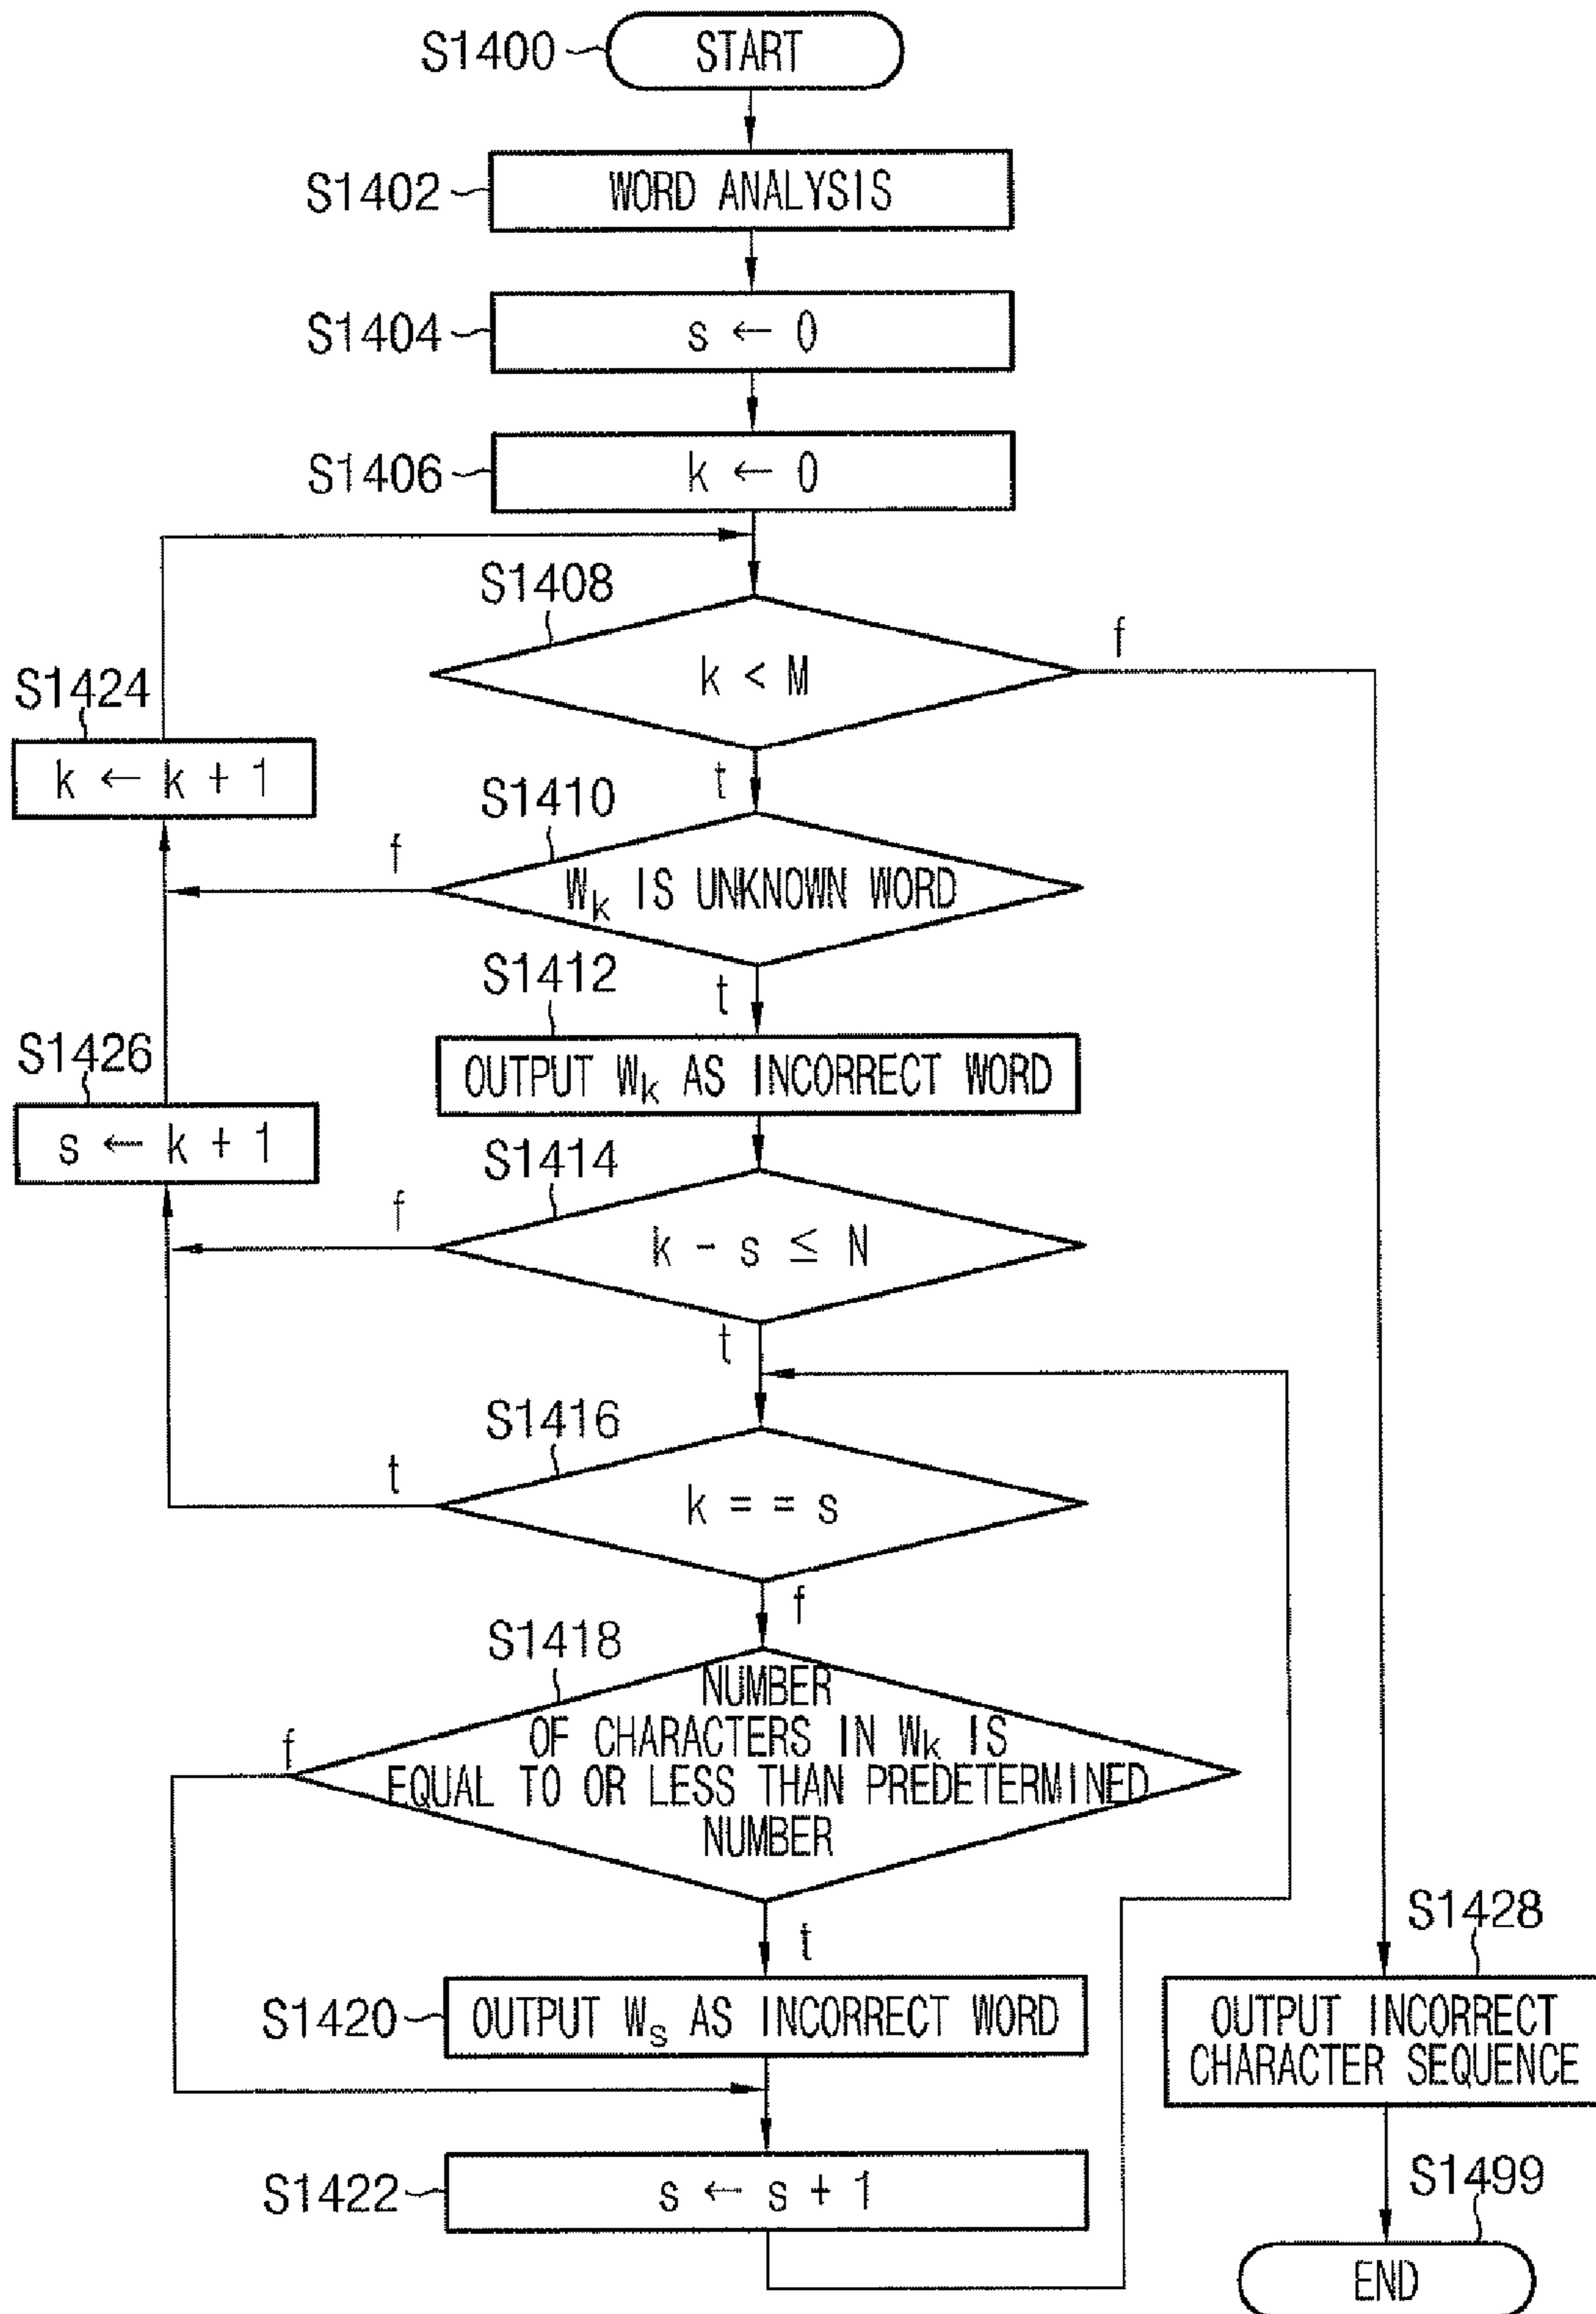 S1400
START
S1402
WORD ANALYSIS
S1404
s ← 0
S1406
k ← 0
S1408
k < M
f
t
S1424
k ← k + 1
S1410
Wk IS UNKNOWN WORD
f
t
S1412
OUTPUT Wk AS INCORRECT WORD
S1426
s ← k + 1
S1414
k - s ≤ N
f
t
S1416
k = = s
t
f
S1418
NUMBER
OF CHARACTERS IN Wk IS
EQUAL TO OR LESS THAN PREDETERMINED
NUMBER
f
t
S1420
OUTPUT Ws AS INCORRECT WORD
S1422
s ← s + 1
S1428
OUTPUT INCORRECT
CHARACTER SEQUENCE
S1499
END